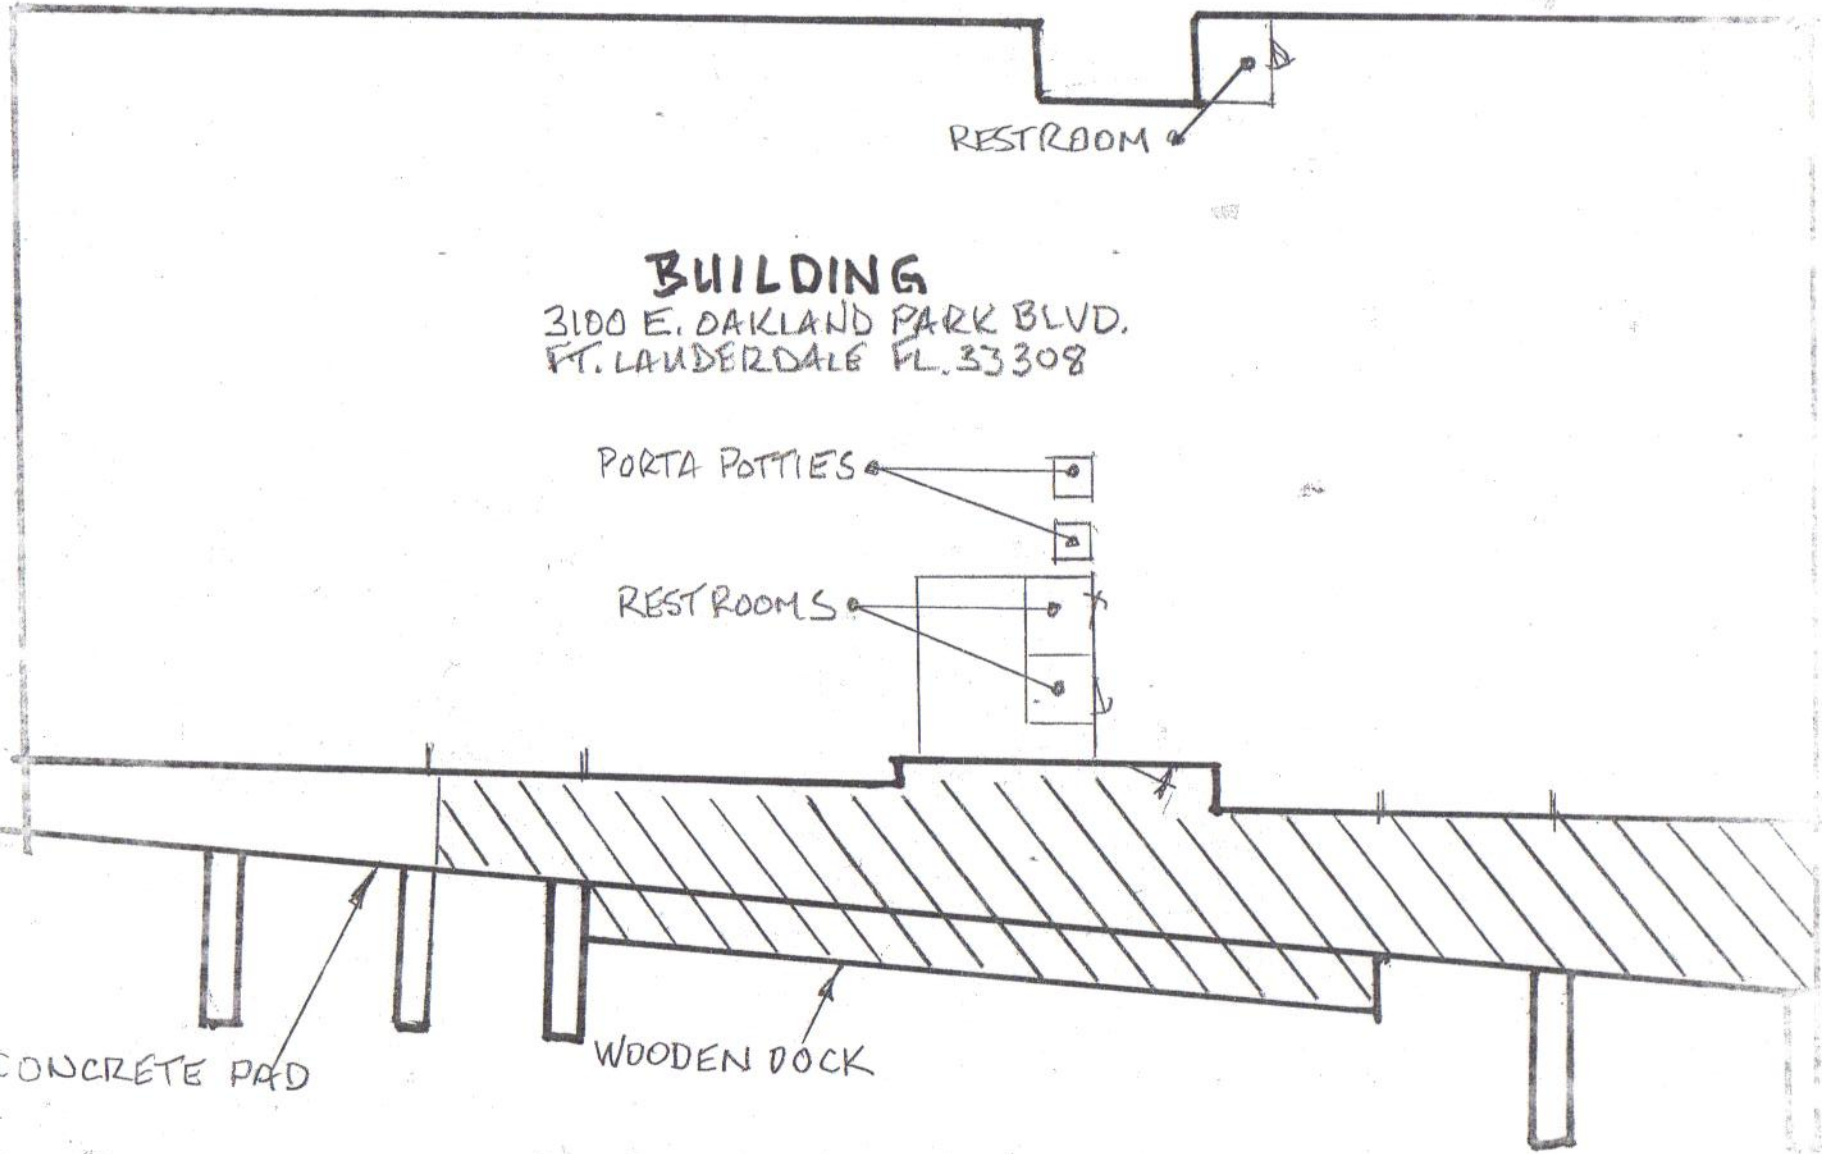 RESTROOM
BUILDING
3100 E. OAKLAND PARK BLVD.
FT. LAUDERDALE FL. 33308
PORTA POTTIES
RESTROOMS
CONCRETE PAD
WOODEN DOCK